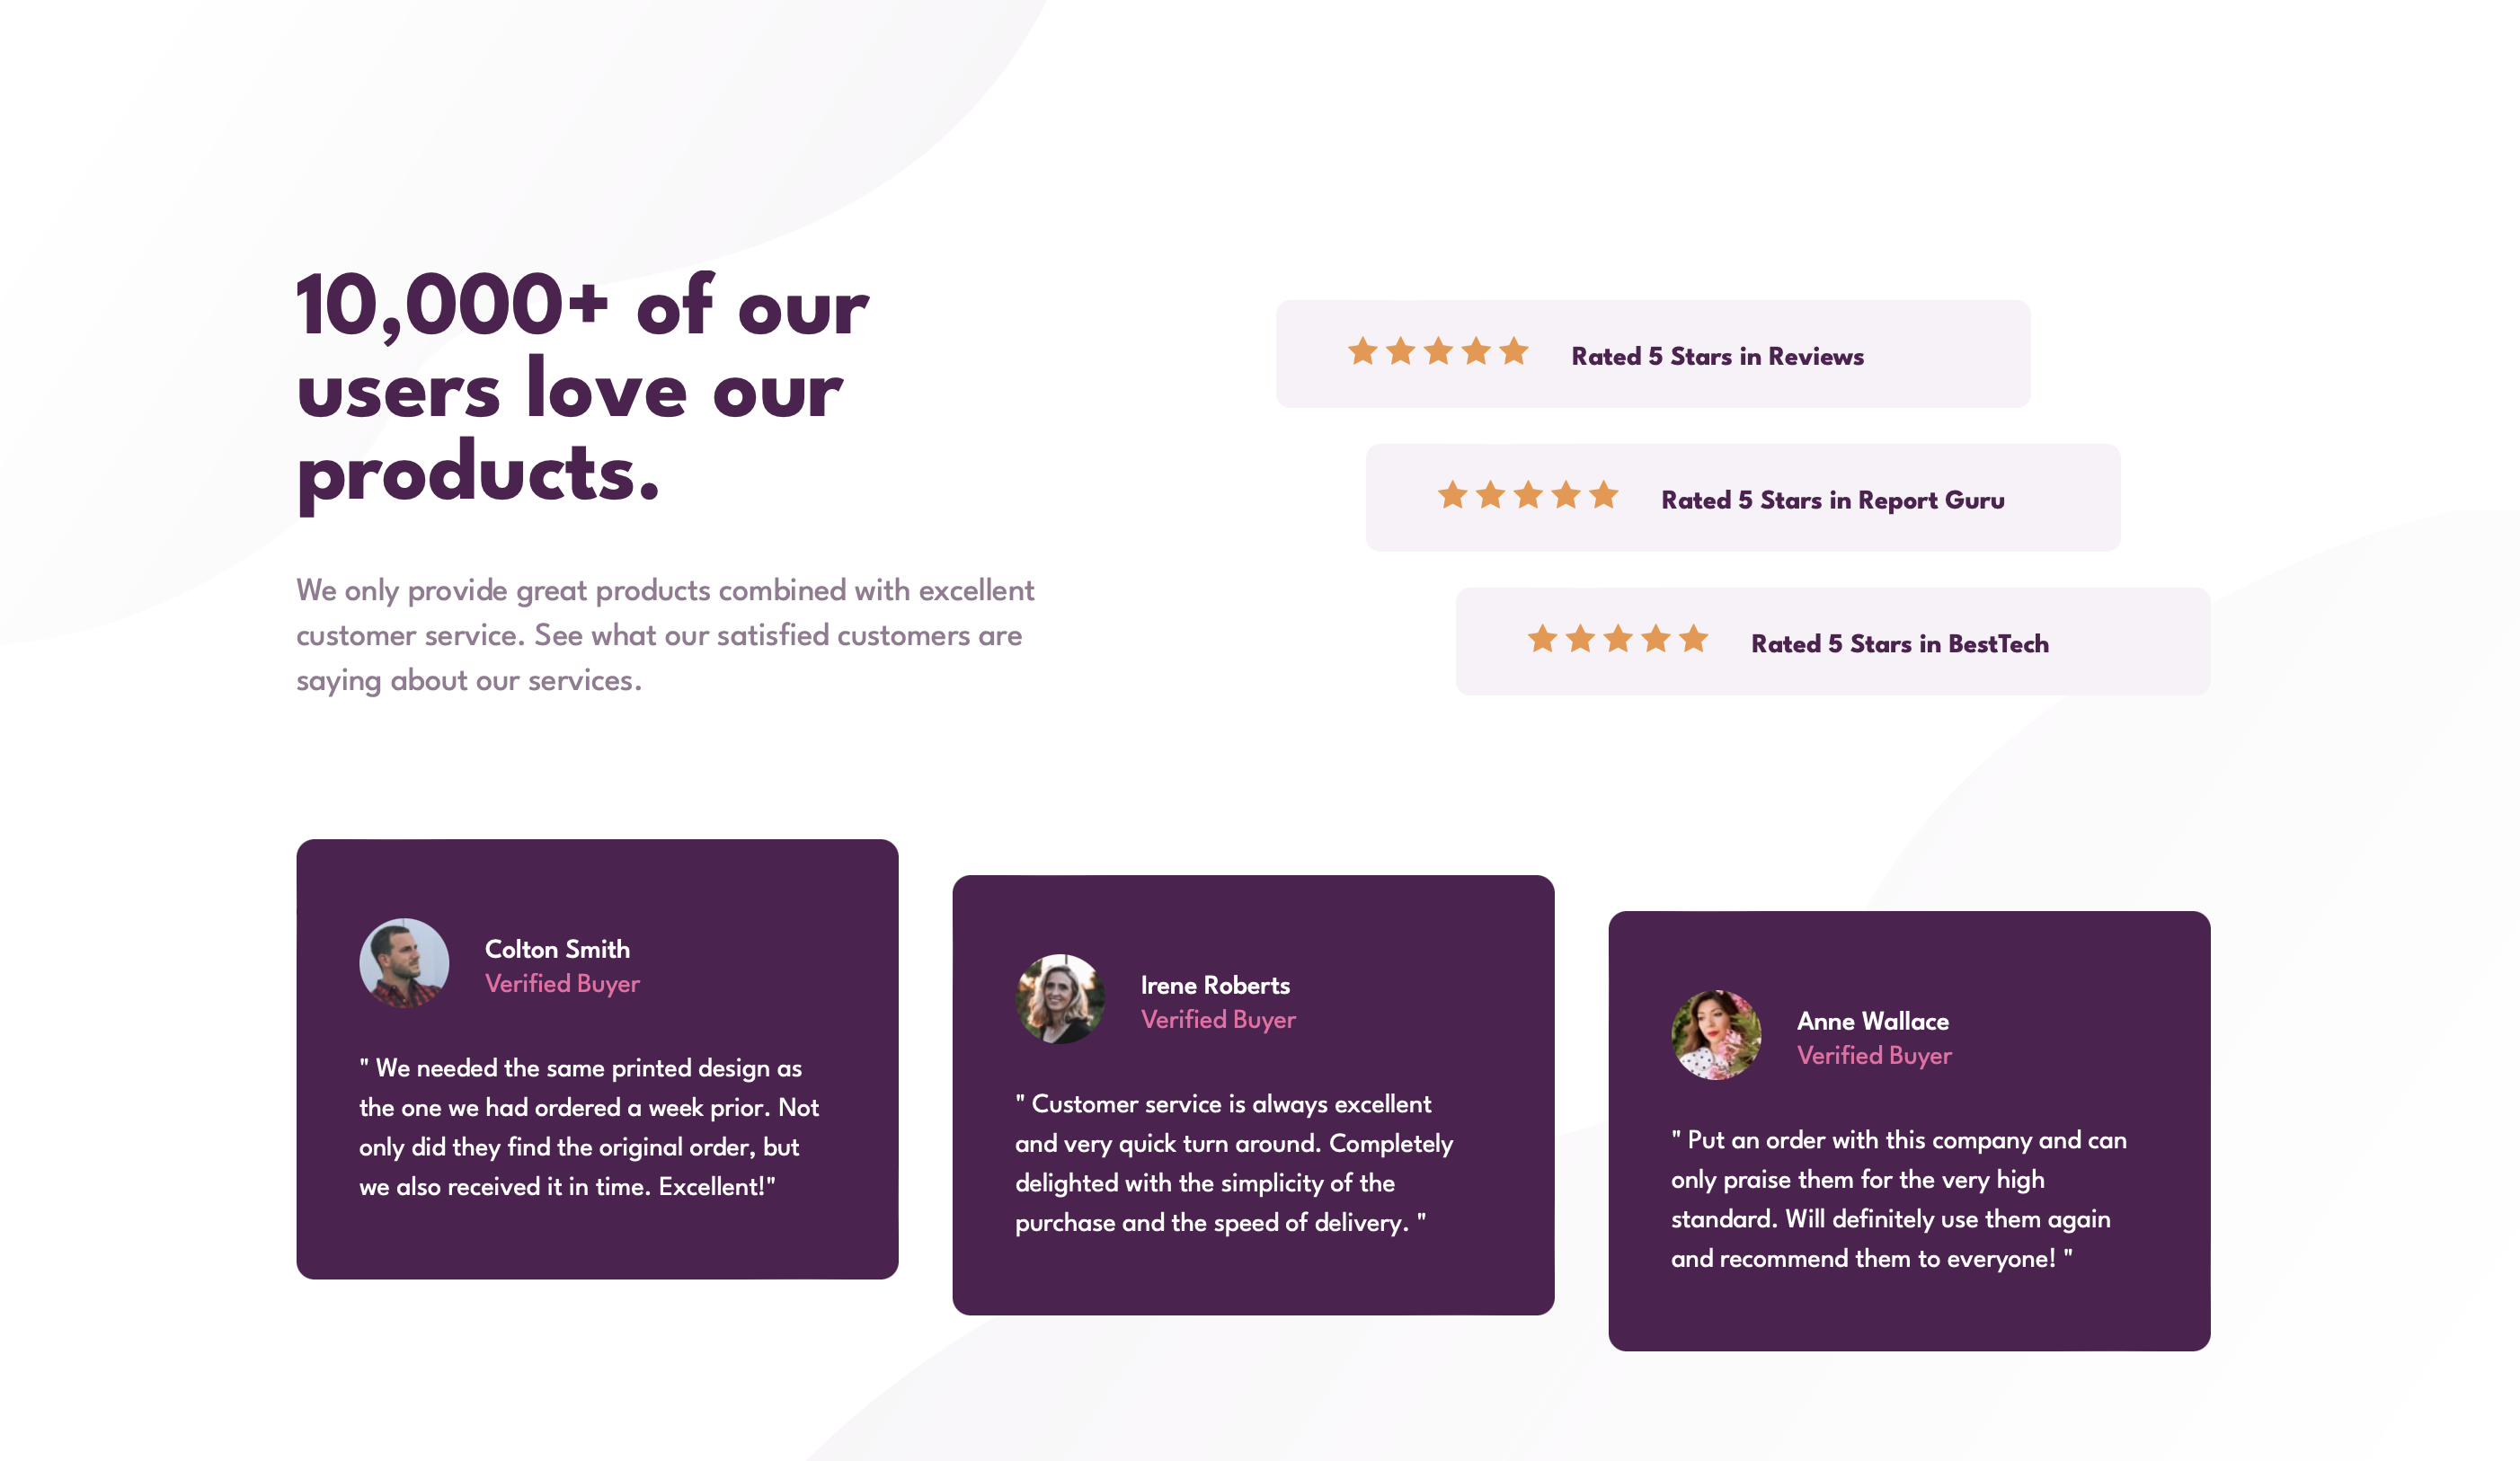 10,000+ of our
users love our
products.
We only provide great products combined with excellent
customer service. See what our satisfied customers are
saying about our services.
Rated 5 Stars in Reviews
Rated 5 Stars in Report Guru
Rated 5 Stars in BestTech
Colton Smith
Verified Buyer
" We needed the same printed design as
the one we had ordered a week prior. Not
only did they find the original order, but
we also received it in time. Excellent!"
Irene Roberts
Verified Buyer
" Customer service is always excellent
and very quick turn around. Completely
delighted with the simplicity of the
purchase and the speed of delivery. "
Anne Wallace
Verified Buyer
" Put an order with this company and can
only praise them for the very high
standard. Will definitely use them again
and recommend them to everyone! "